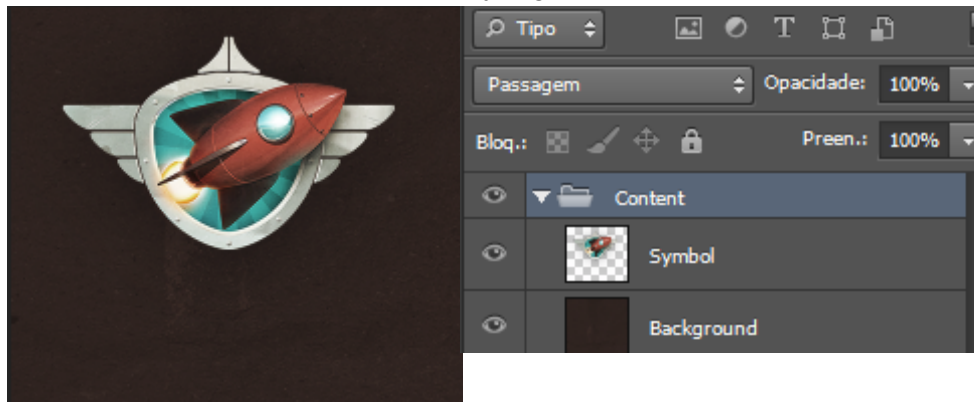 Tipo
Passagem Opacidade: 100%
Bloq.: Preen.: 100%
Content
Symbol
Background